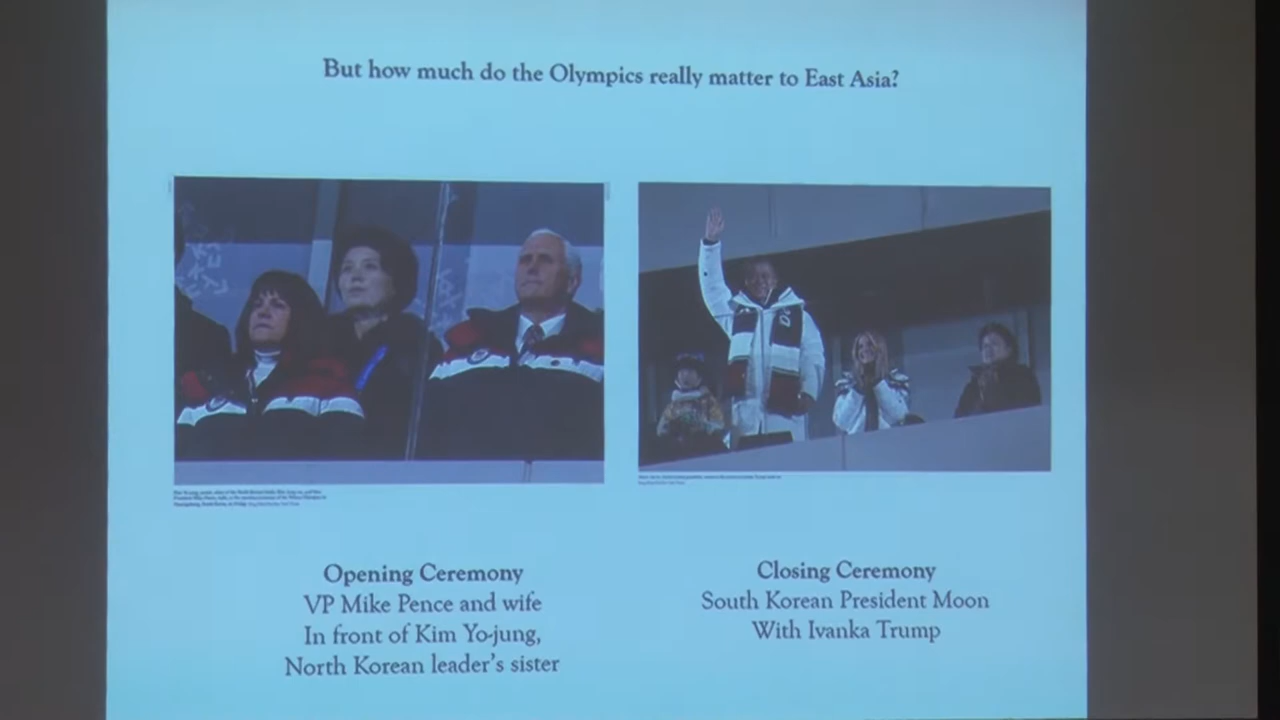 But how much do the Olympics really matter to East Asia?
Opening Ceremony
VP Mike Pence and wife
In front of Kim Yo-jung,
North Korean leader's sister
Closing Ceremony
South Korean President Moon
With Ivanka Trump